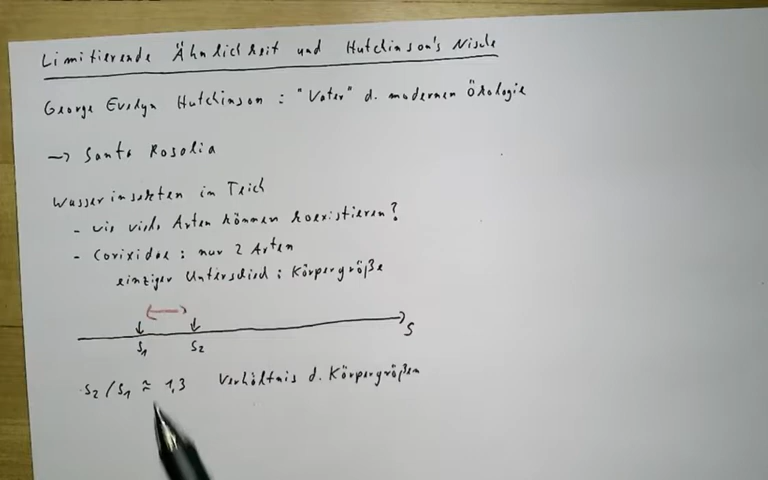 Limitierende Ähnlichkeit und Hutchinson's Nische
George Evelyn Hutchinson : "Vater" d. modernen Ökologie
→ Santa Rosalia
Wasserinsekten im Teich
- wie viele Arten können koexistieren?
- Corixidae : nur 2 Arten
einziger Unterschied : Körpergröße
S
S₁ S₂
S₂ / S₁ ≈ 1,3 Verhältnis d. Körpergrößen